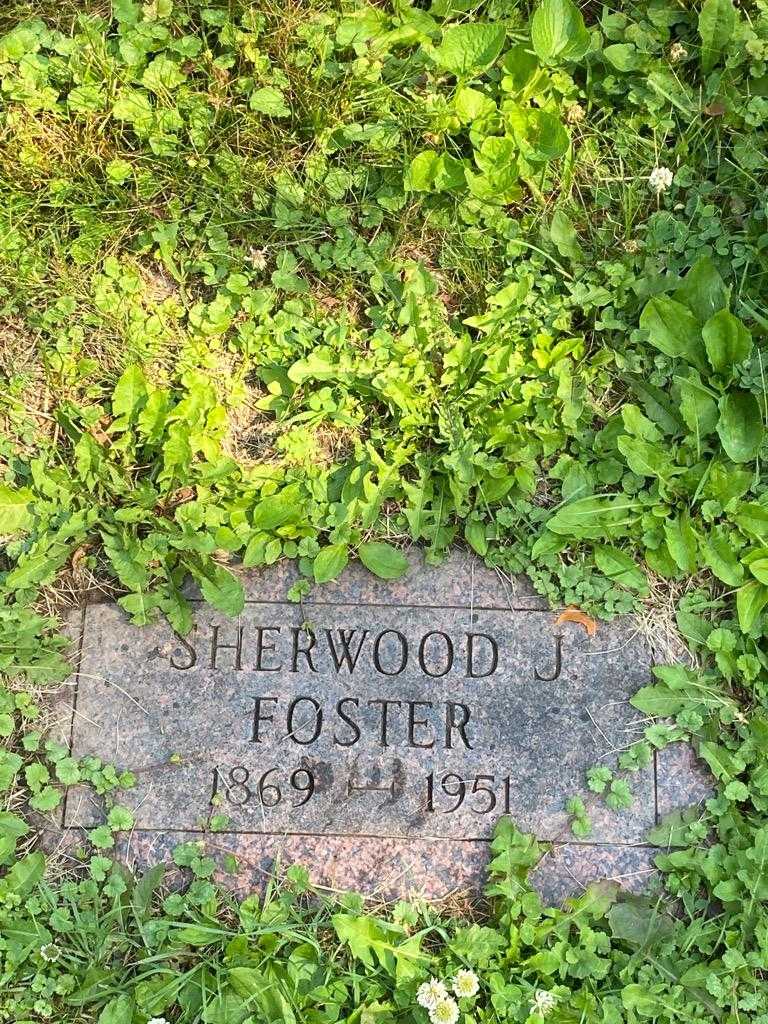 SHERWOOD J.
FOSTER
1869 — 1951